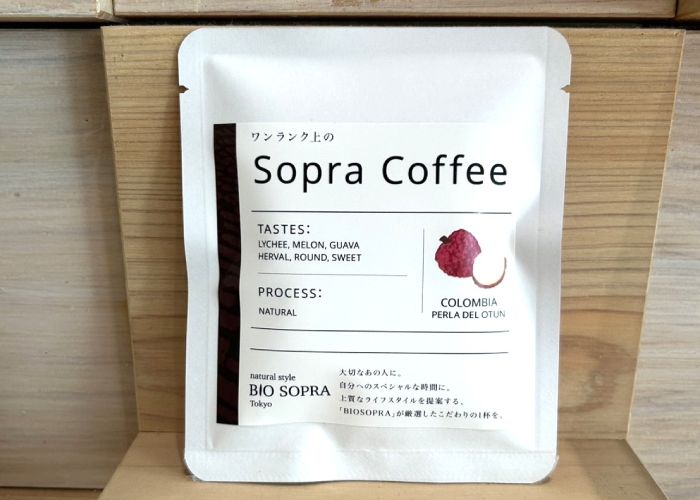 ワンランク上の
Sopra Coffee
TASTES:
LYCHEE, MELON, GUAVA
HERVAL, ROUND, SWEET
PROCESS:
NATURAL
COLOMBIA
PERLA DEL OTUN
natural style
BIO SOPRA
Tokyo
大切なあの人に。
自分へのスペシャルな時間に。
上質なライフスタイルを提案する、
「BIOSOPRA」が厳選したこだわりの1杯を。